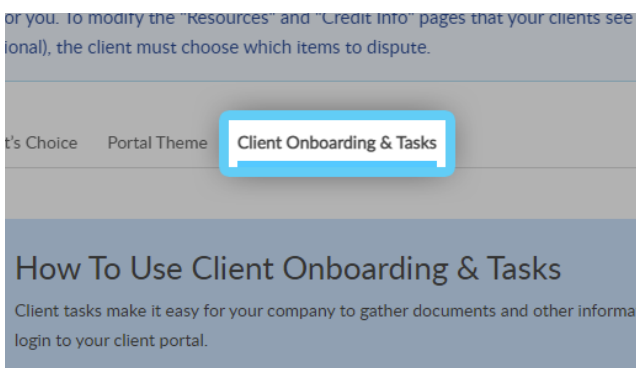 or you. To modify the "Resources" and "Credit Info" pages that your clients see
ional), the client must choose which items to dispute.
t's Choice Portal Theme Client Onboarding & Tasks
How To Use Client Onboarding & Tasks
Client tasks make it easy for your company to gather documents and other informa
login to your client portal.